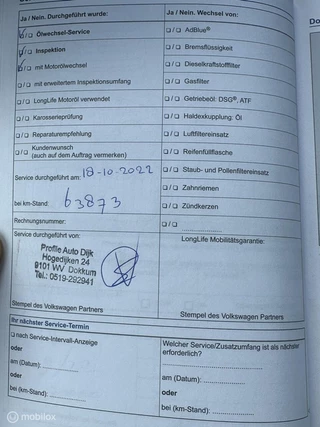 Ja / Nein. Durchgeführt wurde:
☑/☐ Ölwechsel-Service
☑/☐ Inspektion
☑/☐ mit Motorölwechsel
☐/☐ mit erweitertem Inspektionsumfang
☐/☐ LongLife Motoröl verwendet
☐/☐ Karosserieprüfung
☐/☐ Reparaturempfehlung
☐/☐ Kundenwunsch
(auch auf dem Auftrag vermerken)
Service durchgeführt am: 18-10-2022
bei km-Stand: 63873
Rechnungsnummer:
Service durchgeführt von:
Profile Auto Dijk
Hogedijken 24
9101 WV Dokkum
Tel.: 0519-292941
Stempel des Volkswagen Partners
Ja / Nein. Wechsel von:
☐/☐ AdBlue®
☐/☐ Bremsflüssigkeit
☐/☐ Dieselkraftstofffilter
☐/☐ Gasfilter
☐/☐ Getriebeöl: DSG®, ATF
☐/☐ Haldexkupplung: Öl
☐/☐ Luftfiltereinsatz
☐/☐ Reifenfüllflasche
☐/☐ Staub- und Pollenfiltereinsatz
☐/☐ Zahnriemen
☐/☐ Zündkerzen
☐/☐ ....................
LongLife Mobilitätsgarantie:
Stempel des Volkswagen Partners
Ihr nächster Service-Termin
☐ nach Service-Intervall-Anzeige
oder
am (Datum): ....................
oder
bei (km-Stand): ....................
Welcher Service/Zusatzumfang ist als nächster
erforderlich?
....................
am (Datum): ....................
oder
bei (km-Stand): ....................
Do
mobilox